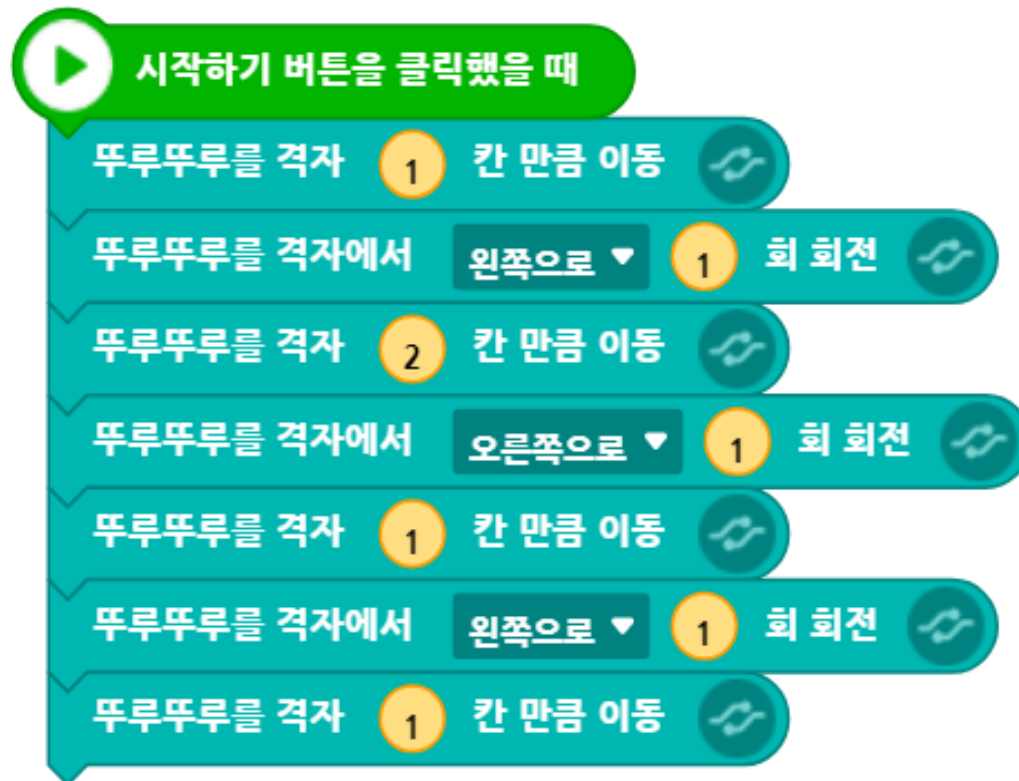 시작하기 버튼을 클릭했을 때
뚜루뚜루를 격자 1 칸 만큼 이동
뚜루뚜루를 격자에서 왼쪽으로 1 회 회전
뚜루뚜루를 격자 2 칸 만큼 이동
뚜루뚜루를 격자에서 오른쪽으로 1 회 회전
뚜루뚜루를 격자 1 칸 만큼 이동
뚜루뚜루를 격자에서 왼쪽으로 1 회 회전
뚜루뚜루를 격자 1 칸 만큼 이동